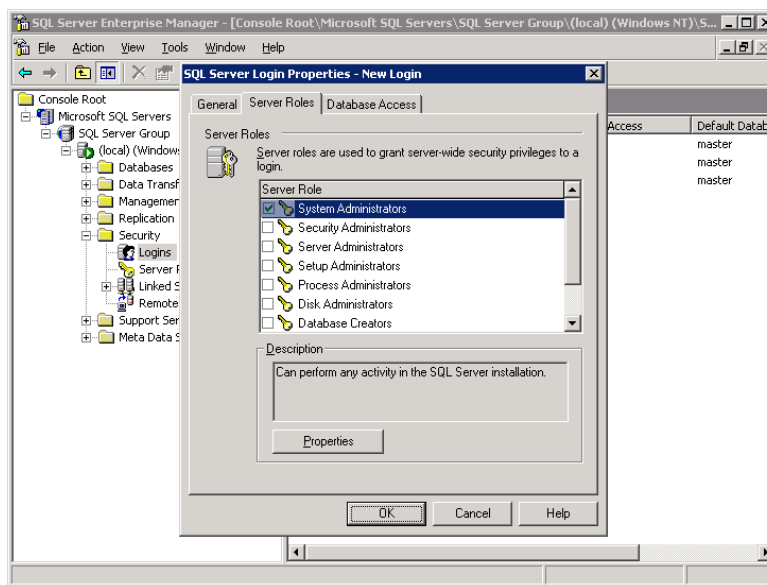 SQL Server Enterprise Manager - [Console Root\Microsoft SQL Servers\SQL Server Group\(local) (Windows NT)\S...
File Action View Tools Window Help
Console Root
Microsoft SQL Servers
SQL Server Group
(local) (Window
Databases
Data Transf
Managemen
Replication
Security
Logins
Server F
Linked S
Remote
Support Ser
Meta Data S
SQL Server Login Properties - New Login
General Server Roles Database Access
Server Roles
Server roles are used to grant server-wide security privileges to a
login.
Server Role
System Administrators
Security Administrators
Server Administrators
Setup Administrators
Process Administrators
Disk Administrators
Database Creators
Description
Can perform any activity in the SQL Server installation.
Properties
OK Cancel Help
Access Default Datab
master
master
master